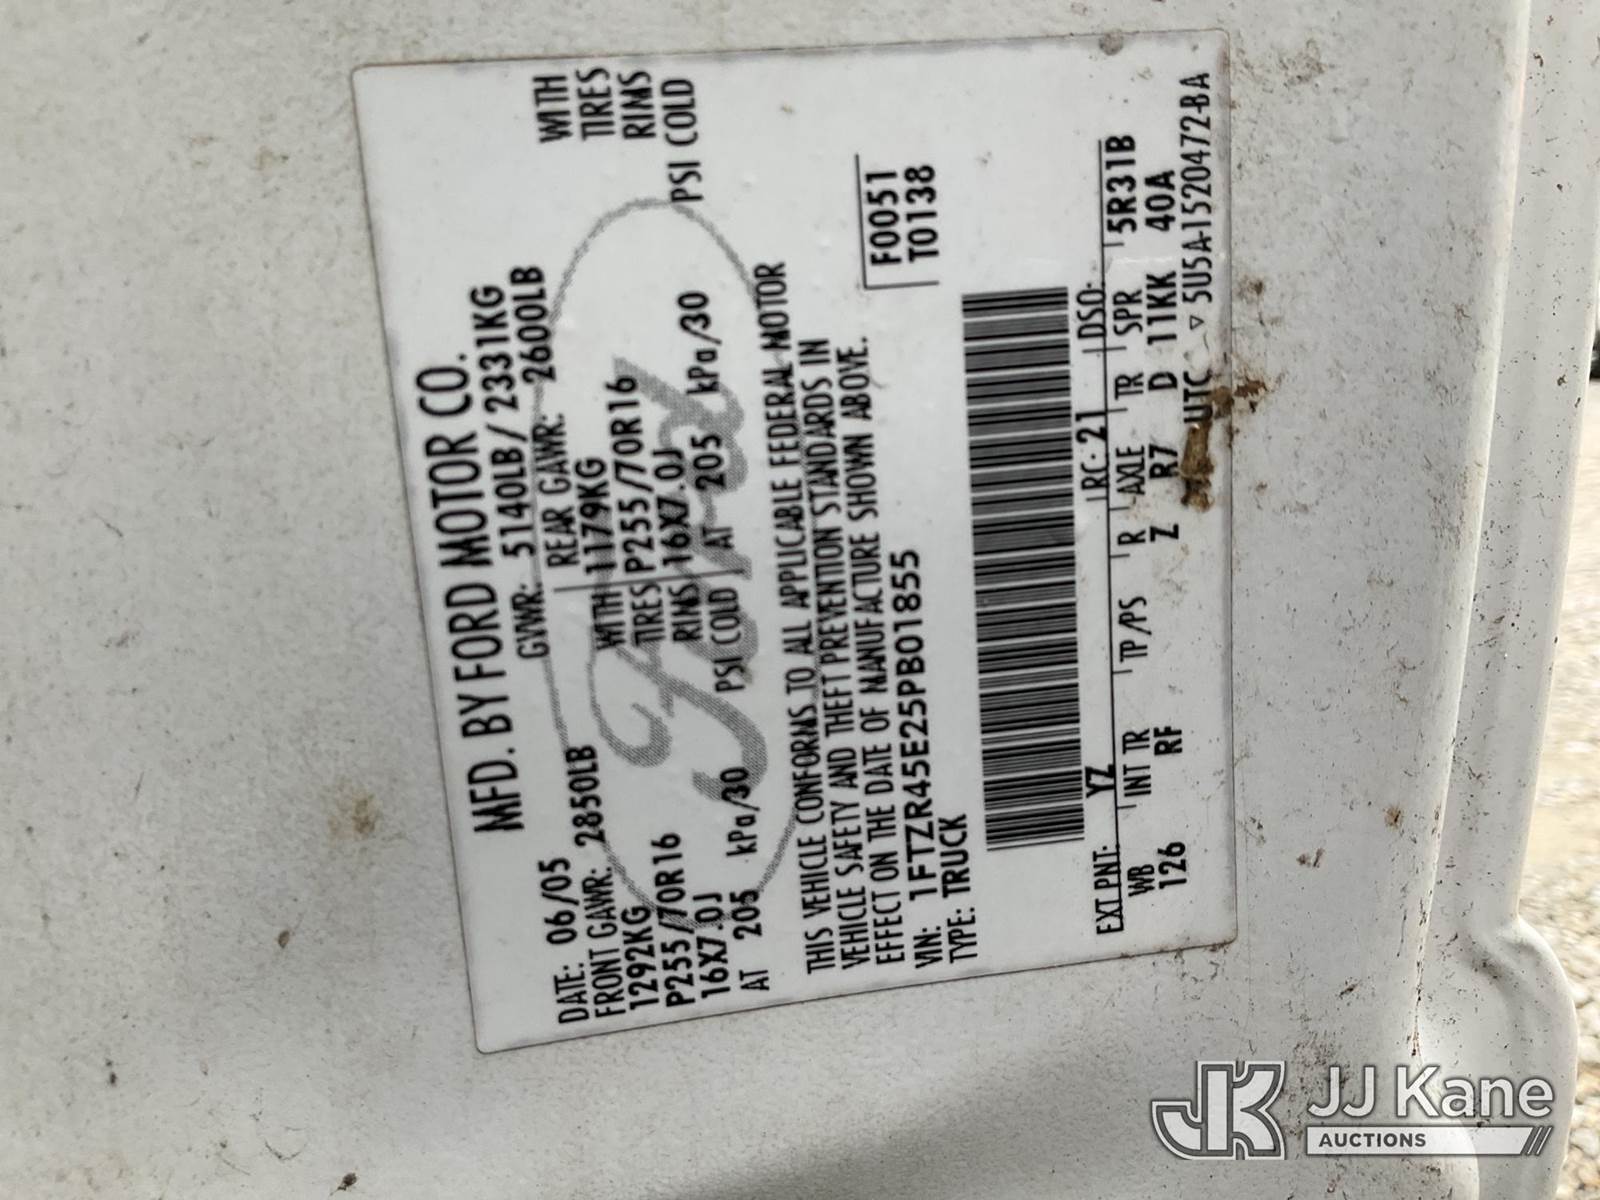 MFD. BY FORD MOTOR CO.
DATE: 06/05 GVWR: 5140LB/ 2331KG
FRONT GAWR: 2850LB REAR GAWR: 2600LB
1292KG WITH 1179KG WITH
P255/70R16 TIRES P255/70R16 TIRES
16X7.0J RIMS 16X7.0J RIMS
AT 205 kPa/30 PSI COLD AT 205 kPa/30 PSI COLD
THIS VEHICLE CONFORMS TO ALL APPLICABLE FEDERAL MOTOR
VEHICLE SAFETY AND THEFT PREVENTION STANDARDS IN
EFFECT ON THE DATE OF MANUFACTURE SHOWN ABOVE.
VIN: 1FTZR45E25PB01855 F0051
TYPE: TRUCK T0138
EXT PNT: YZ RC: 21 DSO:
WB INT TR TP/PS R AXLE TR SPR 5R31B
126 RF Z R7 D 11KK 40A
UTC ▽ 5U5A-1520472-BA
Ford
JK JJ Kane
AUCTIONS